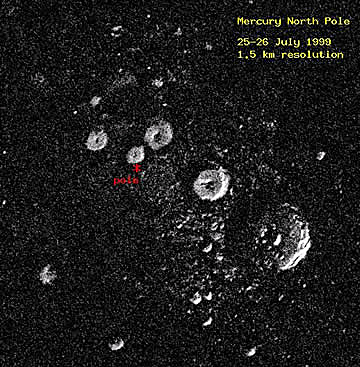 Mercury North Pole
25-26 July 1999
1.5 km resolution
pole